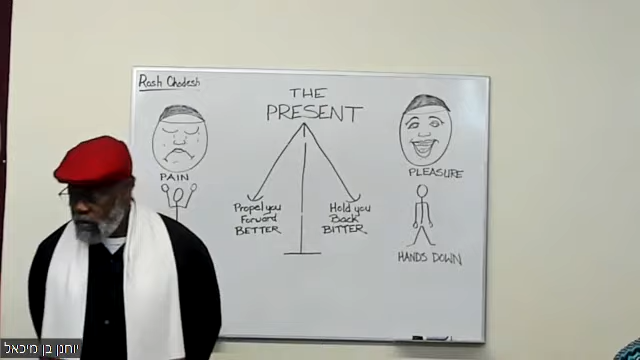 Rosh Chodesh
THE
PRESENT
PAIN
PLEASURE
Propel you
Forward
BETTER
Hold you
Back
BITTER
HANDS DOWN
יוחנן בן מיכאל